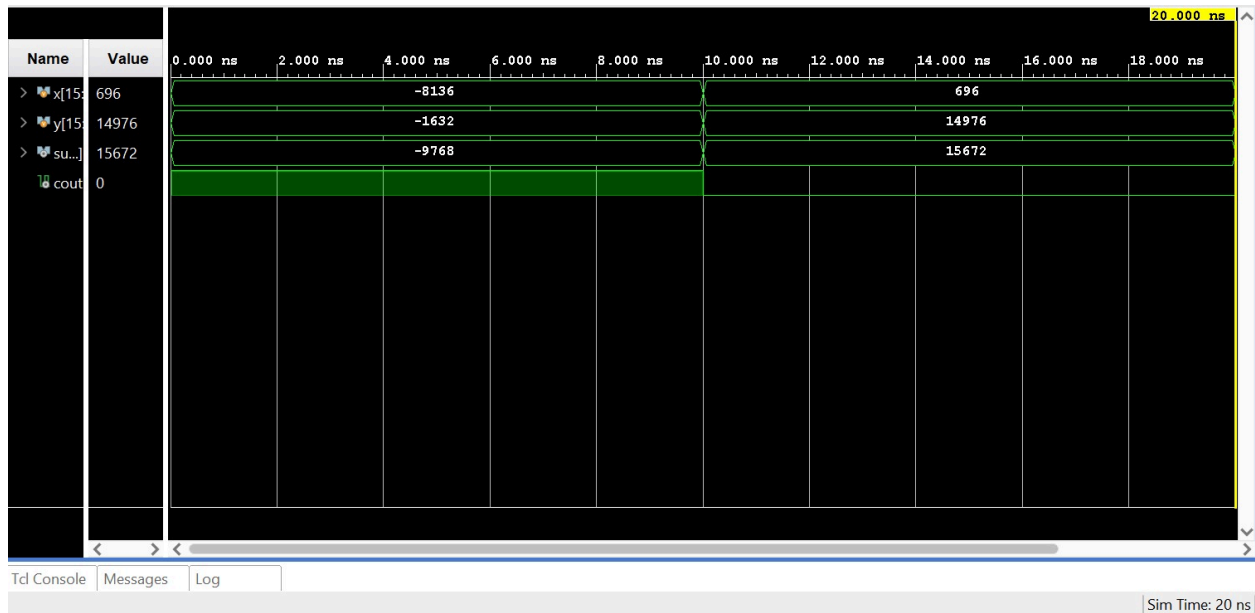 20.000 ns
Name Value 0.000 ns 2.000 ns 4.000 ns 6.000 ns 8.000 ns 10.000 ns 12.000 ns 14.000 ns 16.000 ns 18.000 ns
x[15: 696 -8136 696
y[15: 14976 -1632 14976
su...] 15672 -9768 15672
cout 0
Tcl Console Messages Log
Sim Time: 20 ns